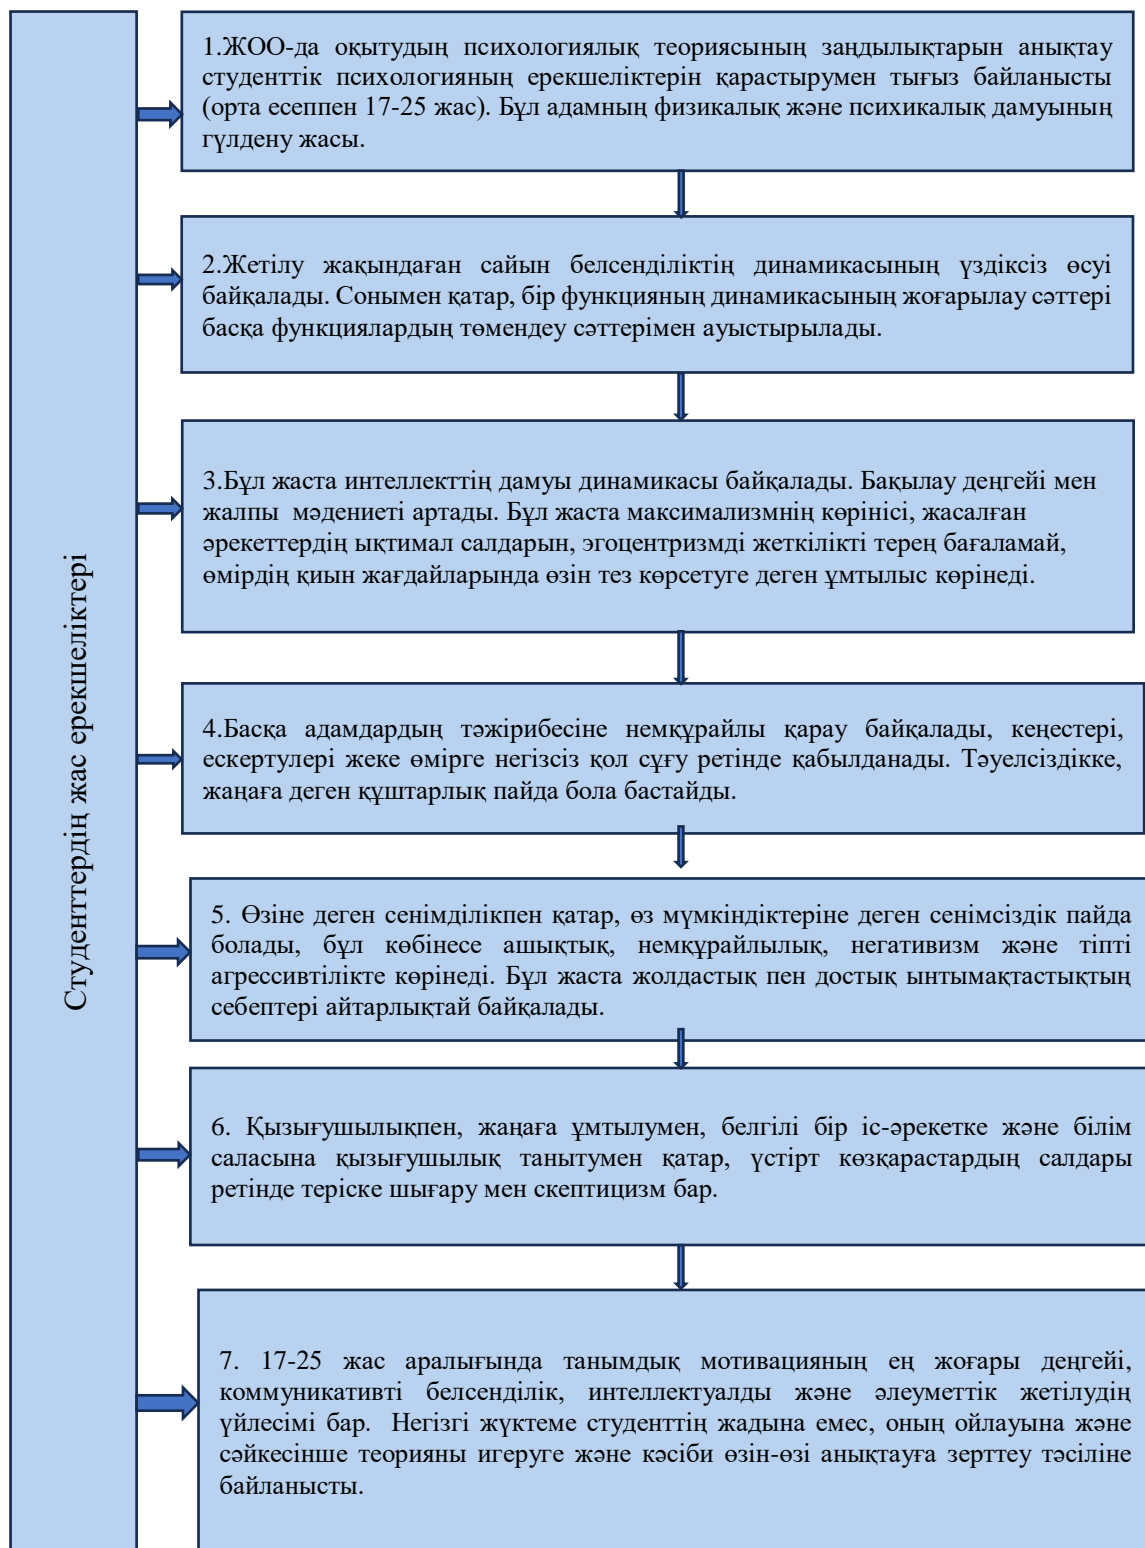 Студенттердің жас ерекшеліктері
1.ЖОО-да оқытудың психологиялық теориясының заңдылықтарын анықтау
студенттік психологияның ерекшеліктерін қарастырумен тығыз байланысты
(орта есеппен 17-25 жас). Бұл адамның физикалық және психикалық дамуының
гүлдену жасы.
2.Жетілу жақындаған сайын белсенділіктің динамикасының үздіксіз өсуі
байқалады. Сонымен қатар, бір функцияның динамикасының жоғарылау сәттері
басқа функциялардың төмендеу сәттерімен ауыстырылады.
3.Бұл жаста интеллекттің дамуы динамикасы байқалады. Бақылау деңгейі мен
жалпы мәдениеті артады. Бұл жаста максимализмнің көрінісі, жасалған
әрекеттердің ықтимал салдарын, эгоцентризмді жеткілікті терең бағаламай,
өмірдің қиын жағдайларында өзін тез көрсетуге деген ұмтылыс көрінеді.
4.Басқа адамдардың тәжірибесіне немқұрайлы қарау байқалады, кеңестері,
ескертулері жеке өмірге негізсіз қол сұғу ретінде қабылданады. Тәуелсіздікке,
жаңаға деген құштарлық пайда бола бастайды.
5. Өзіне деген сенімділікпен қатар, өз мүмкіндіктеріне деген сенімсіздік пайда
болады, бұл көбінесе ашықтық, немқұрайлылық, негативизм және тіпті
агрессивтілікте көрінеді. Бұл жаста жолдастық пен достық ынтымақтастықтың
себептері айтарлықтай байқалады.
6. Қызығушылықпен, жаңаға ұмтылумен, белгілі бір іс-әрекетке және білім
саласына қызығушылық танытумен қатар, үстірт көзқарастардың салдары
ретінде теріске шығару мен скептицизм бар.
7. 17-25 жас аралығында танымдық мотивацияның ең жоғары деңгейі,
коммуникативті белсенділік, интеллектуалды және әлеуметтік жетілудің
үйлесімі бар. Негізгі жүктеме студенттің жадына емес, оның ойлауына және
сәйкесінше теорияны игеруге және кәсіби өзін-өзі анықтауға зерттеу тәсіліне
байланысты.